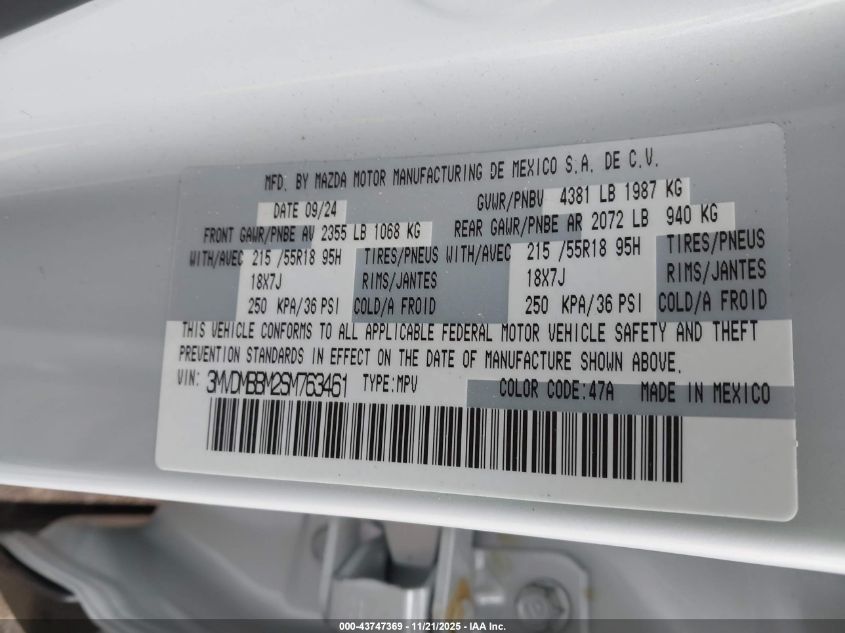 MFD. BY MAZDA MOTOR MANUFACTURING DE MEXICO S.A. DE C.V.
DATE 09/24 GVWR/PNBV 4381 LB 1987 KG
FRONT GAWR/PNBE AV 2355 LB 1068 KG REAR GAWR/PNBE AR 2072 LB 940 KG
WITH/AVEC 215 /55R18 95H TIRES/PNEUS WITH/AVEC 215 /55R18 95H TIRES/PNEUS
18X7J RIMS/JANTES 18X7J RIMS/JANTES
250 KPA/36 PSI COLD/A FROID 250 KPA/36 PSI COLD/A FROID
THIS VEHICLE CONFORMS TO ALL APPLICABLE FEDERAL MOTOR VEHICLE SAFETY AND THEFT
PREVENTION STANDARDS IN EFFECT ON THE DATE OF MANUFACTURE SHOWN ABOVE.
VIN: 3MVDMBBM2SM763461 TYPE:MPV COLOR CODE:47A MADE IN MEXICO
000-43747369 - 11/21/2025 - IAA Inc.